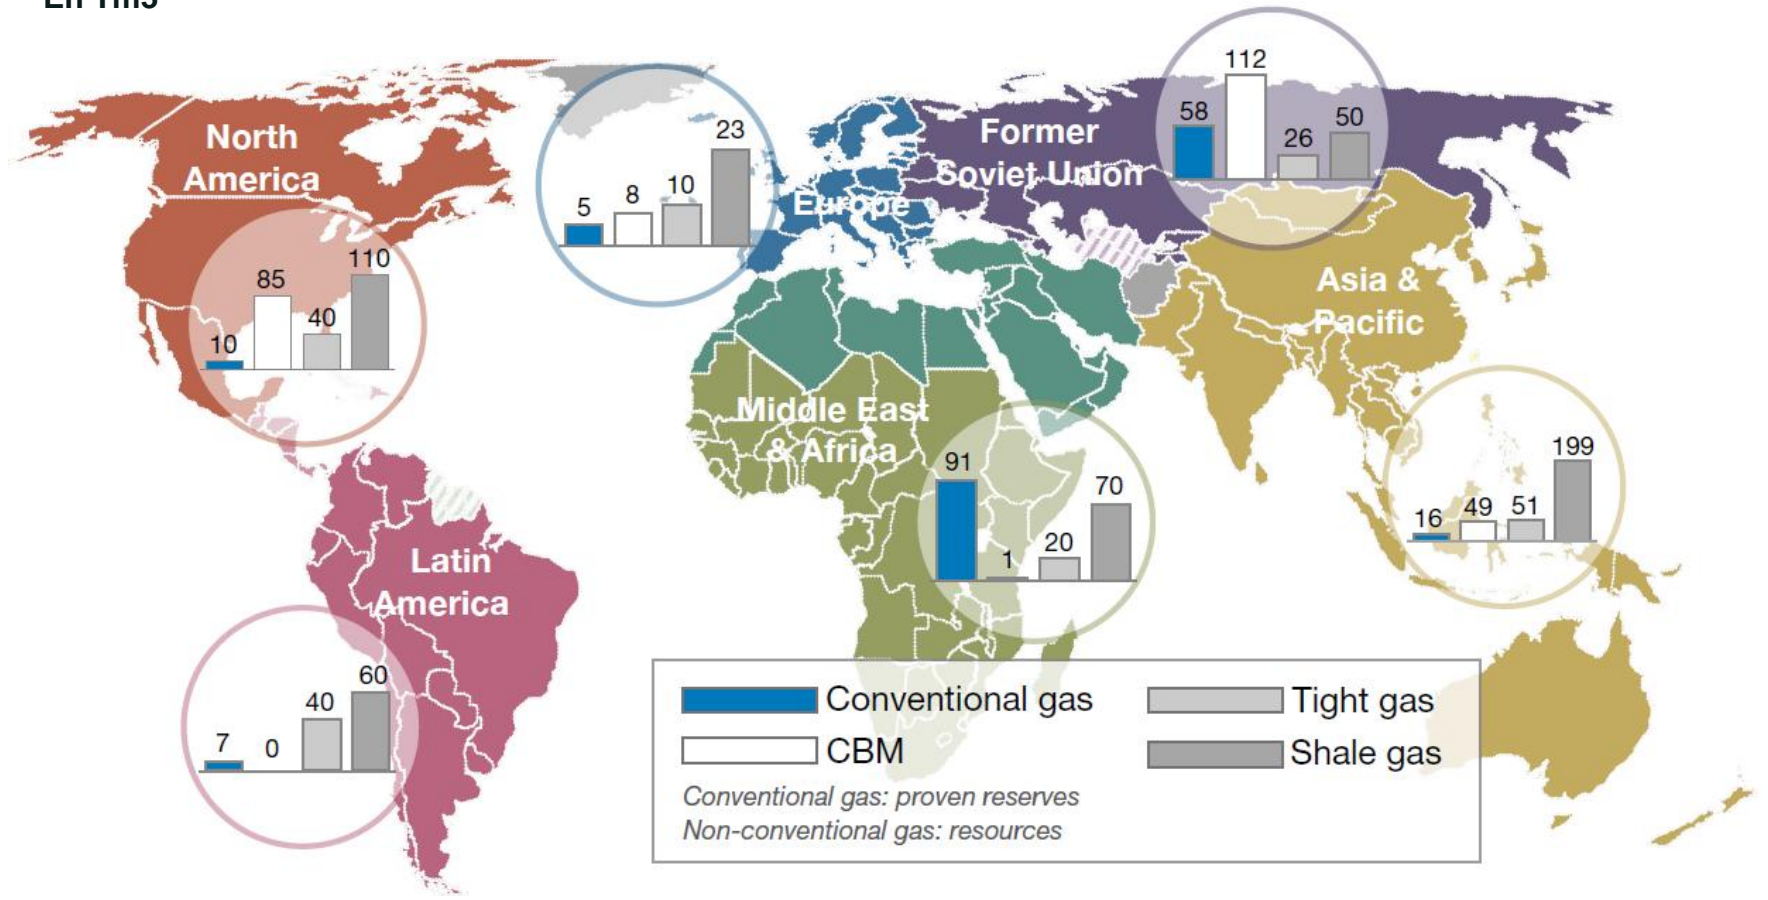 En Tm3
North
America
10
85
40
110
5
8
10
23
Europe
Former
Soviet Union
58
112
26
50
Asia &
Pacific
16
49
51
199
Middle East
& Africa
91
1
20
70
Latin
America
7
0
40
60
Conventional gas
Tight gas
CBM
Shale gas
Conventional gas: proven reserves
Non-conventional gas: resources